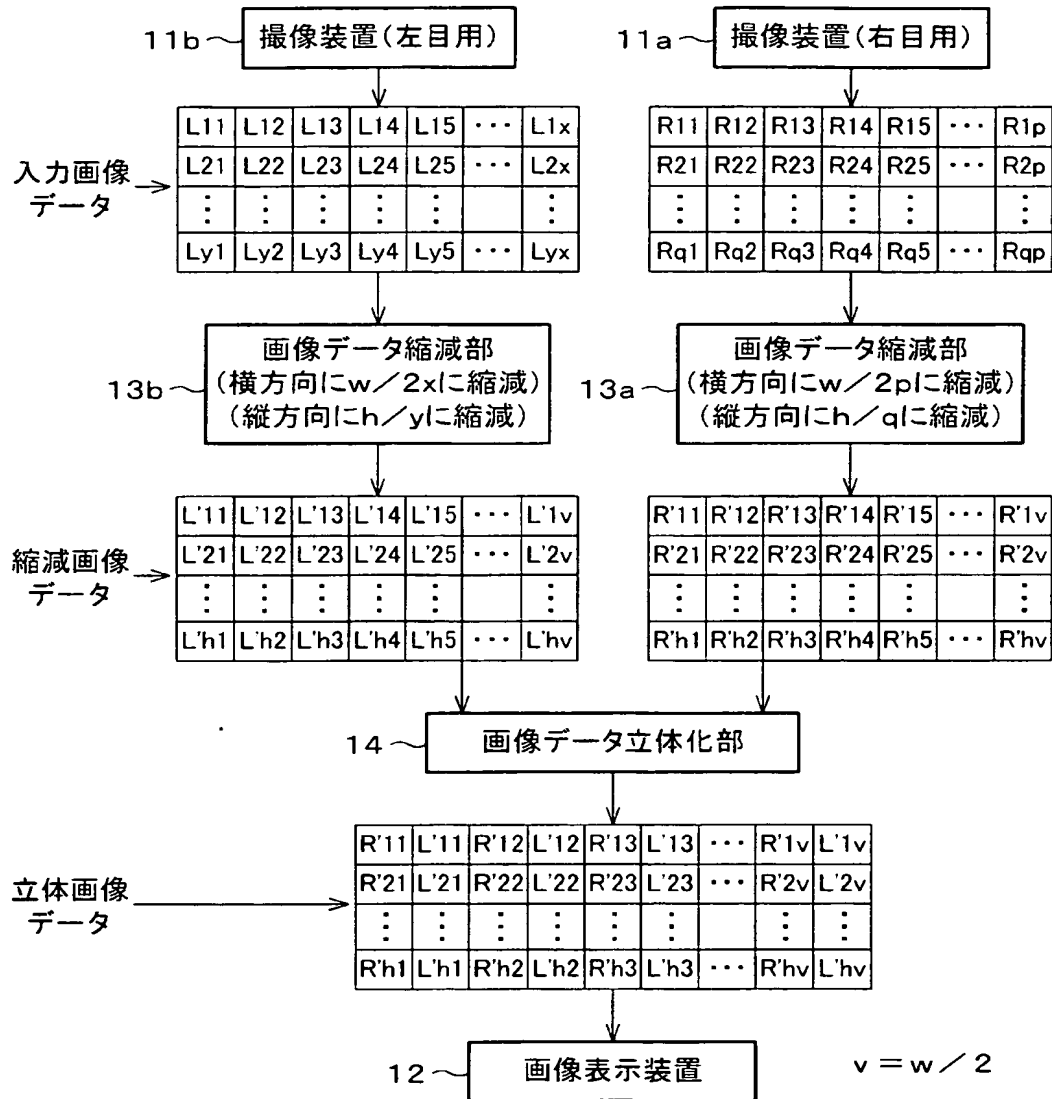 11b 撮像装置(左目用)
11a 撮像装置(右目用)
入力画像
データ
L11 L12 L13 L14 L15 ･･･ L1x
L21 L22 L23 L24 L25 ･･･ L2x
⋮ ⋮ ⋮ ⋮ ⋮ ⋮
Ly1 Ly2 Ly3 Ly4 Ly5 ･･･ Lyx
R11 R12 R13 R14 R15 ･･･ R1p
R21 R22 R23 R24 R25 ･･･ R2p
⋮ ⋮ ⋮ ⋮ ⋮ ⋮
Rq1 Rq2 Rq3 Rq4 Rq5 ･･･ Rqp
13b
画像データ縮減部
(横方向にw/2xに縮減)
(縦方向にh/yに縮減)
13a
画像データ縮減部
(横方向にw/2pに縮減)
(縦方向にh/qに縮減)
縮減画像
データ
L'11 L'12 L'13 L'14 L'15 ･･･ L'1v
L'21 L'22 L'23 L'24 L'25 ･･･ L'2v
⋮ ⋮ ⋮ ⋮ ⋮ ⋮
L'h1 L'h2 L'h3 L'h4 L'h5 ･･･ L'hv
R'11 R'12 R'13 R'14 R'15 ･･･ R'1v
R'21 R'22 R'23 R'24 R'25 ･･･ R'2v
⋮ ⋮ ⋮ ⋮ ⋮ ⋮
R'h1 R'h2 R'h3 R'h4 R'h5 ･･･ R'hv
14 画像データ立体化部
立体画像
データ
R'11 L'11 R'12 L'12 R'13 L'13 ･･･ R'1v L'1v
R'21 L'21 R'22 L'22 R'23 L'23 ･･･ R'2v L'2v
⋮ ⋮ ⋮ ⋮ ⋮ ⋮ ⋮ ⋮
R'h1 L'h1 R'h2 L'h2 R'h3 L'h3 ･･･ R'hv L'hv
12 画像表示装置
v=w/2